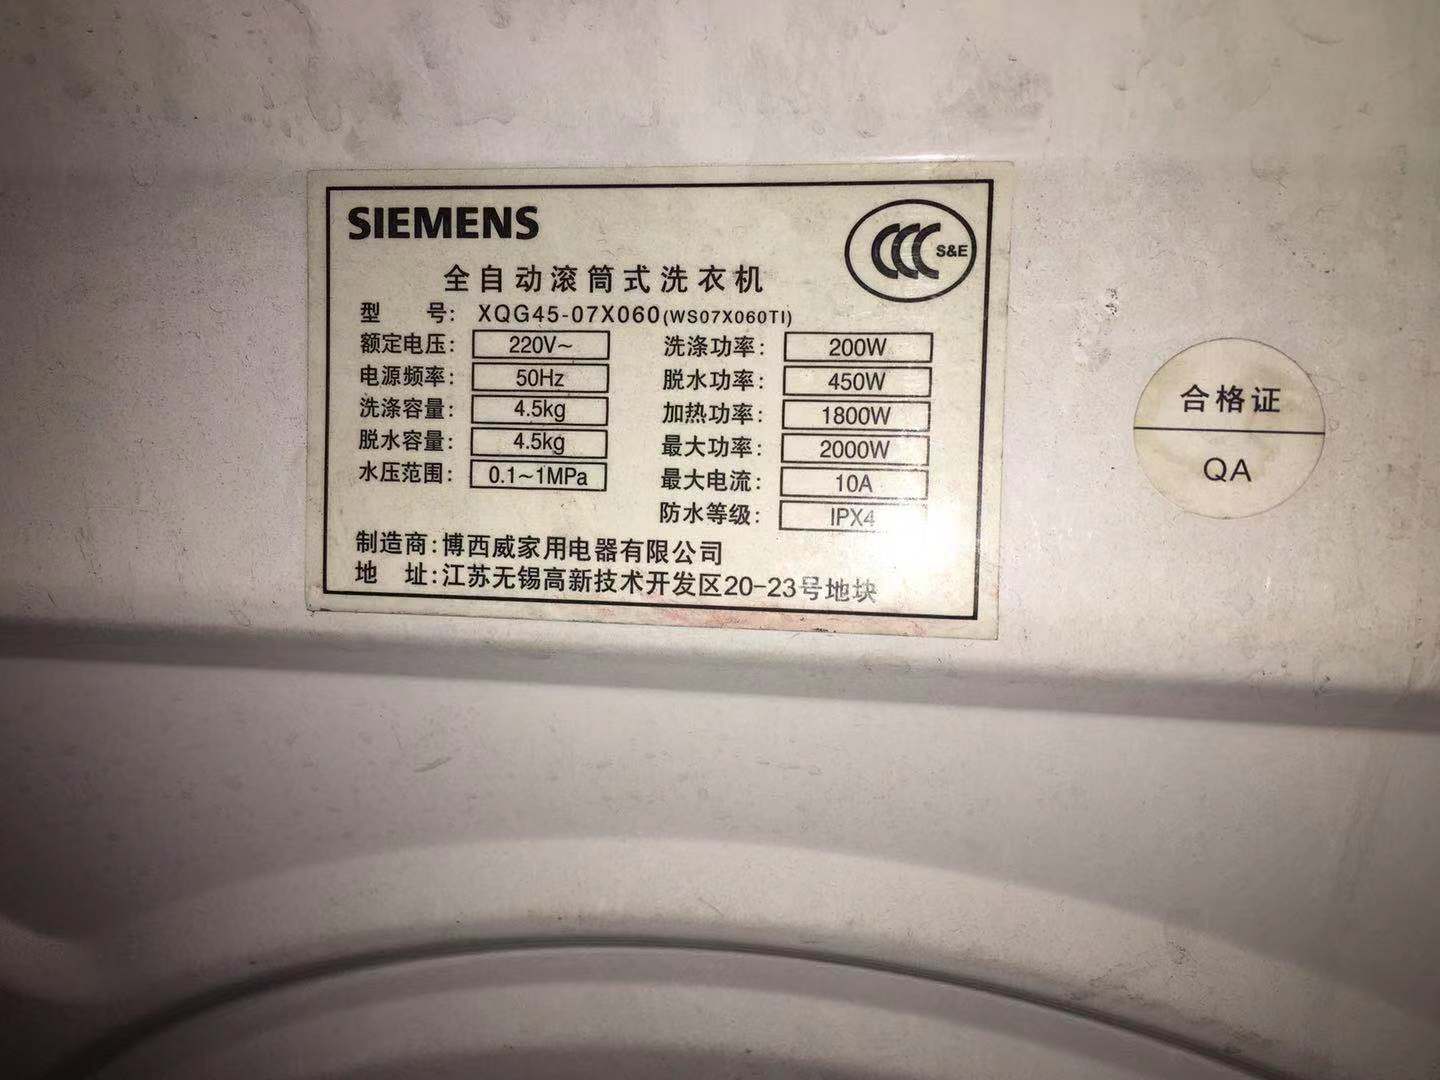 SIEMENS
S&E
全自动滚筒式洗衣机
型 号: XQG45-07X060(WS07X060TI)
额定电压: 220V~ 洗涤功率: 200W
电源频率: 50Hz 脱水功率: 450W
洗涤容量: 4.5kg 加热功率: 1800W
脱水容量: 4.5kg 最大功率: 2000W
水压范围: 0.1~1MPa 最大电流: 10A
防水等级: IPX4
制造商:博西威家用电器有限公司
地 址:江苏无锡高新技术开发区20-23号地块
合格证
QA